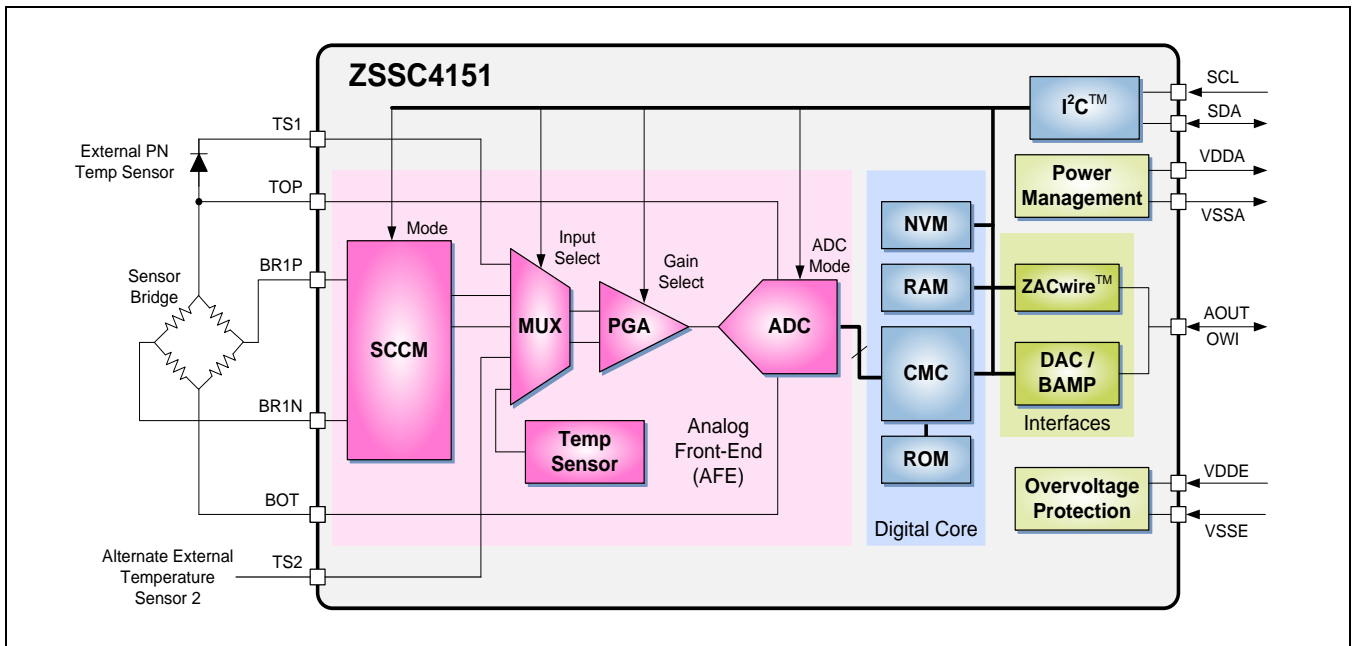 ZSSC4151
SCL
I²C™
SDA
TS1
External PN
Temp Sensor
VDDA
Power
Management
TOP
VSSA
Mode
NVM
Input
Select
ADC
Mode
BR1P
Gain
Select
Sensor
Bridge
RAM
ZACwire™
MUX
PGA
ADC
AOUT
OWI
SCCM
CMC
DAC /
BAMP
BR1N
Interfaces
Temp
Sensor
Analog
Front-End
(AFE)
ROM
VDDE
Overvoltage
Protection
BOT
Digital Core
VSSE
Alternate External
Temperature
Sensor 2
TS2